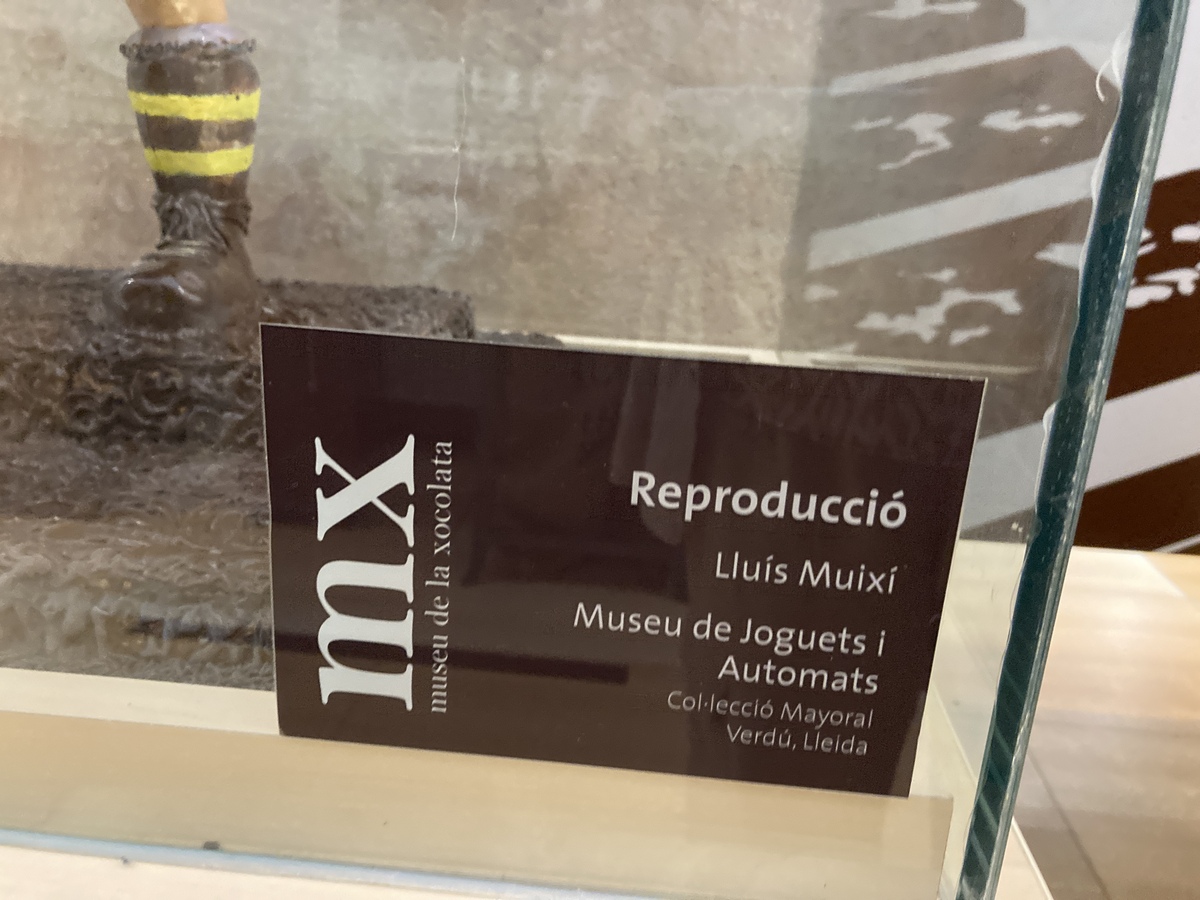 mx
museu de la xocolata
Reproducció
Lluís Muixí
Museu de Joguets i
Automats
Col·lecció Mayoral
Verdú, Lleida